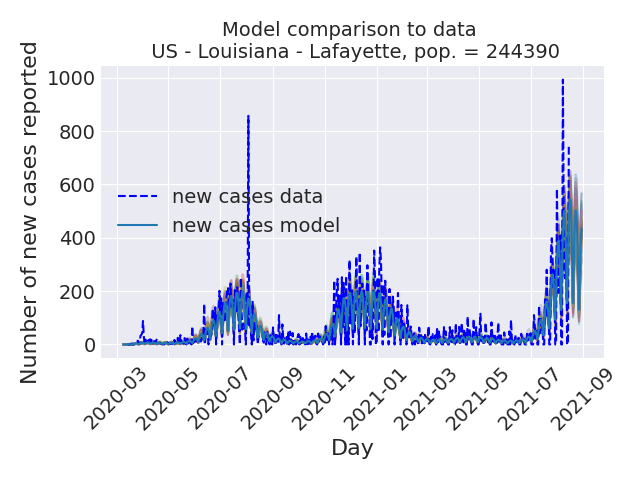 Model comparison to data
US - Louisiana - Lafayette, pop. = 244390
Number of new cases reported
1000
800
600
400
200
0
new cases data
new cases model
2020-03
2020-05
2020-07
2020-09
2020-11
2021-01
2021-03
2021-05
2021-07
2021-09
Day